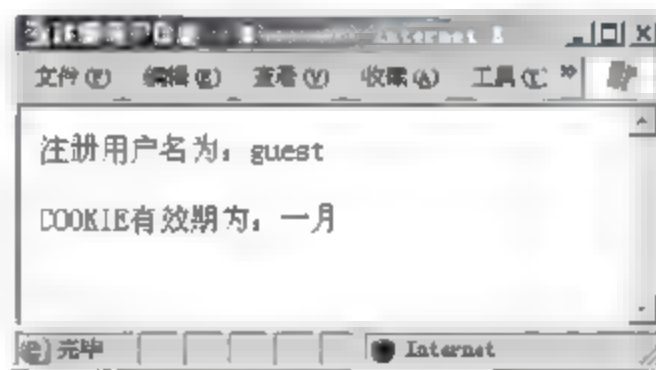 Internet E
文件(F) 编辑(E) 查看(V) 收藏(A) 工具(T) »
注册用户名为：guest
COOKIE有效期为：一月
完毕 Internet